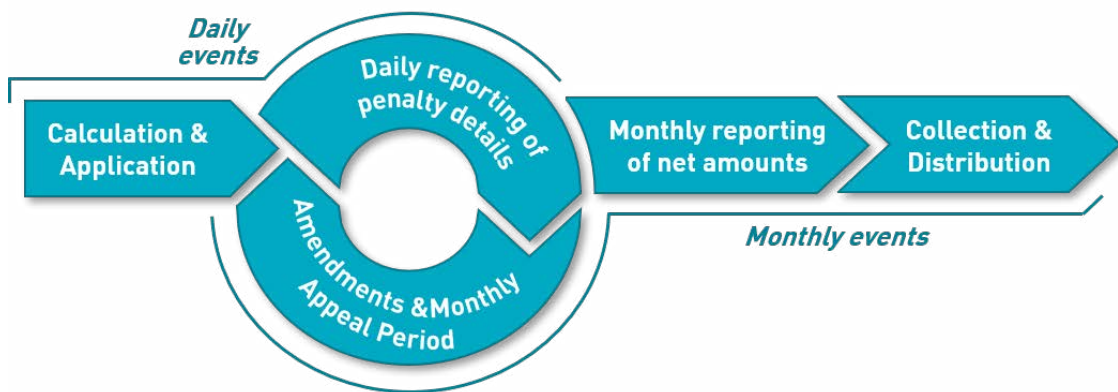 Daily
events
Calculation &
Application
Daily reporting of
penalty details
Amendments &Monthly
Appeal Period
Monthly reporting
of net amounts
Collection &
Distribution
Monthly events